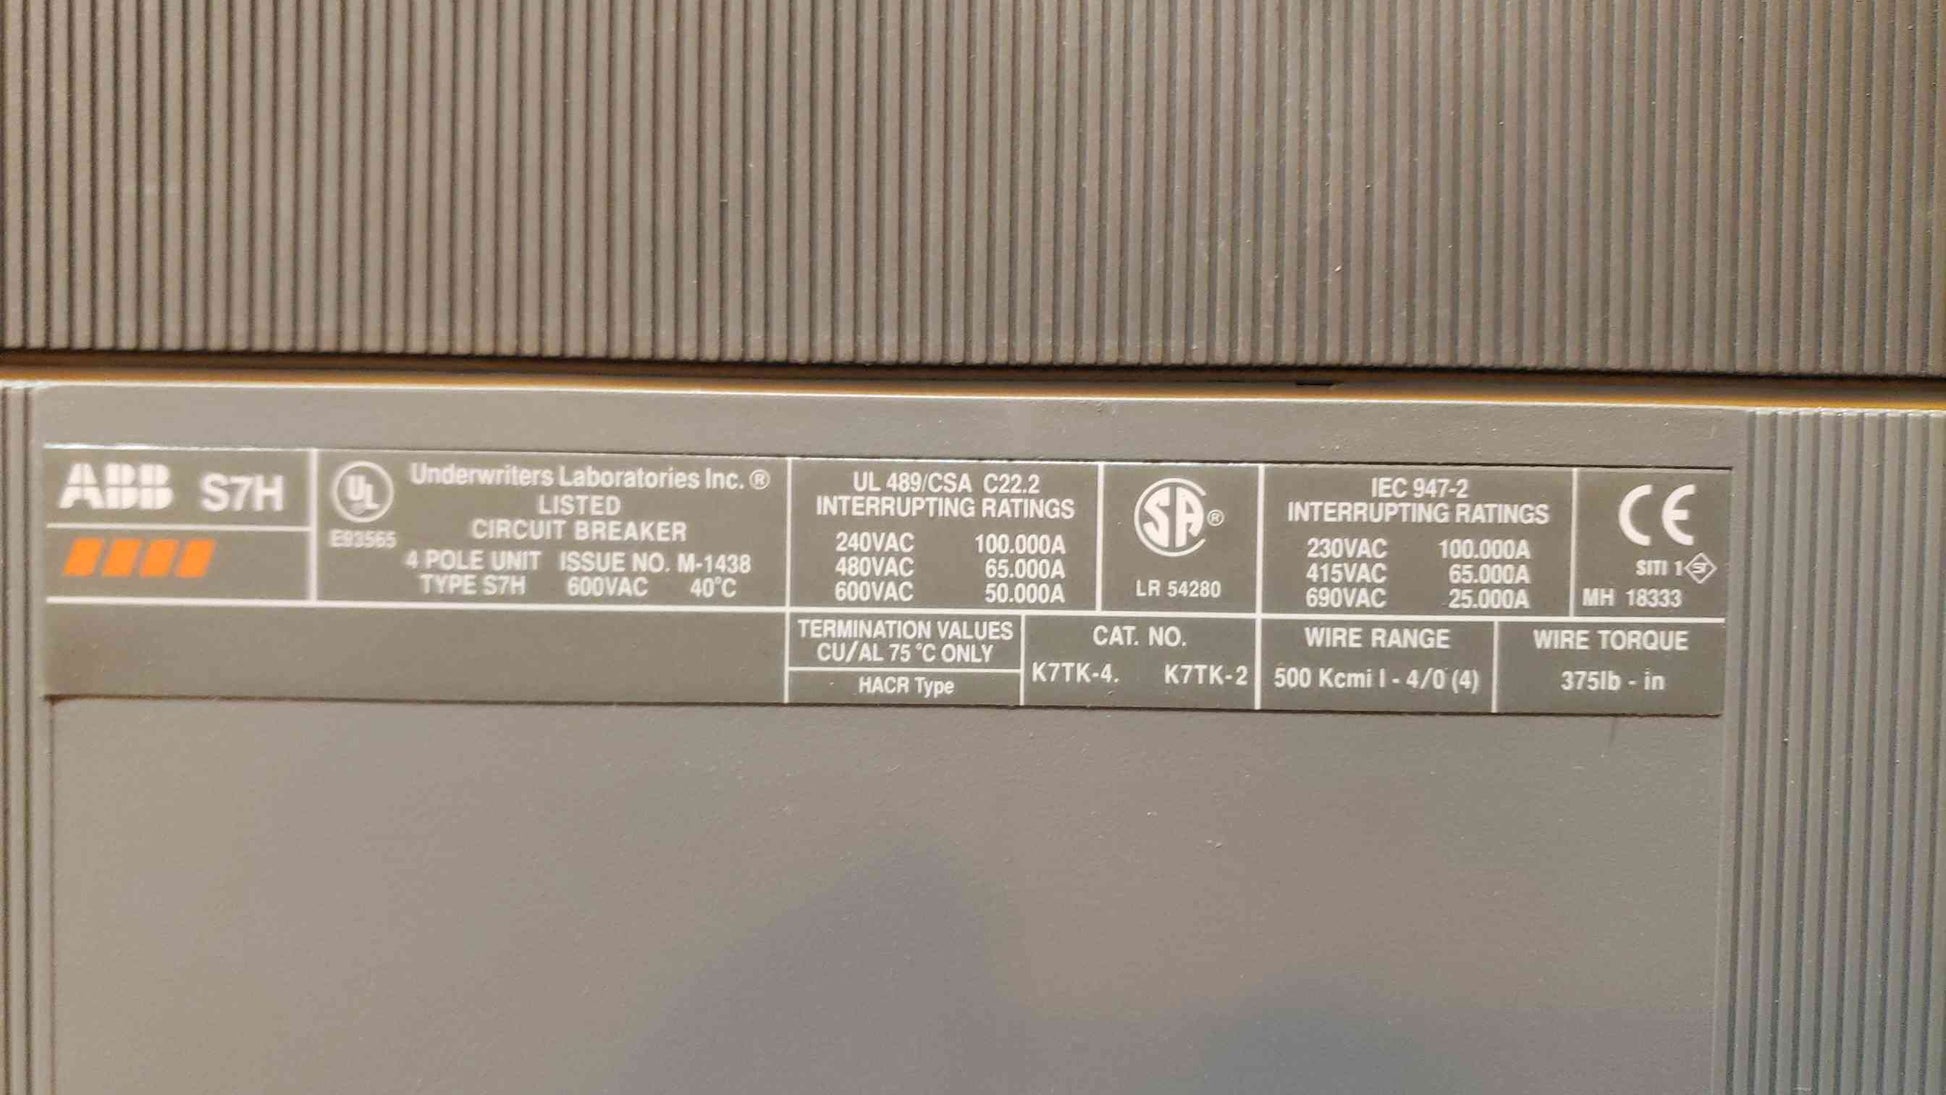 ABB S7H
UL
E93565
Underwriters Laboratories Inc. ®
LISTED
CIRCUIT BREAKER
4 POLE UNIT ISSUE NO. M-1438
TYPE S7H 600VAC 40°C
UL 489/CSA C22.2
INTERRUPTING RATINGS
240VAC 100.000A
480VAC 65.000A
600VAC 50.000A
SA ®
LR 54280
IEC 947-2
INTERRUPTING RATINGS
230VAC 100.000A
415VAC 65.000A
690VAC 25.000A
CE
SITI 1
MH 18333
TERMINATION VALUES
CU/AL 75 °C ONLY
HACR Type
CAT. NO.
K7TK-4. K7TK-2
WIRE RANGE
500 Kcmi l - 4/0 (4)
WIRE TORQUE
375lb - in